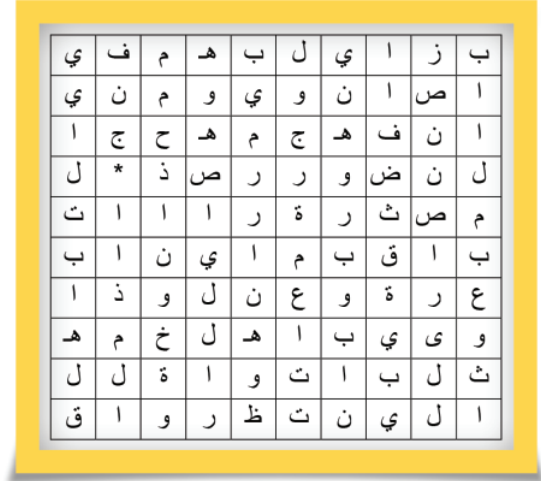 ب ز ا ي ل ب هـ م ف ي
ا ص ا ن و ي و م ن ي
ا ن ف هـ ج م هـ ح ج ا
ل ن ض و ر ر ص ذ * ل
م ص ث ر ة ر ا ا ا ت
ب ا ق ب م ا ي ن ا ب
ع ر ة و ع ن ل و ذ ا
و ى ي ب ا هـ ل خ م هـ
ث ل ب ا ت و ا ة ل ل
ا ل ي ن ت ظ ر و ا ق